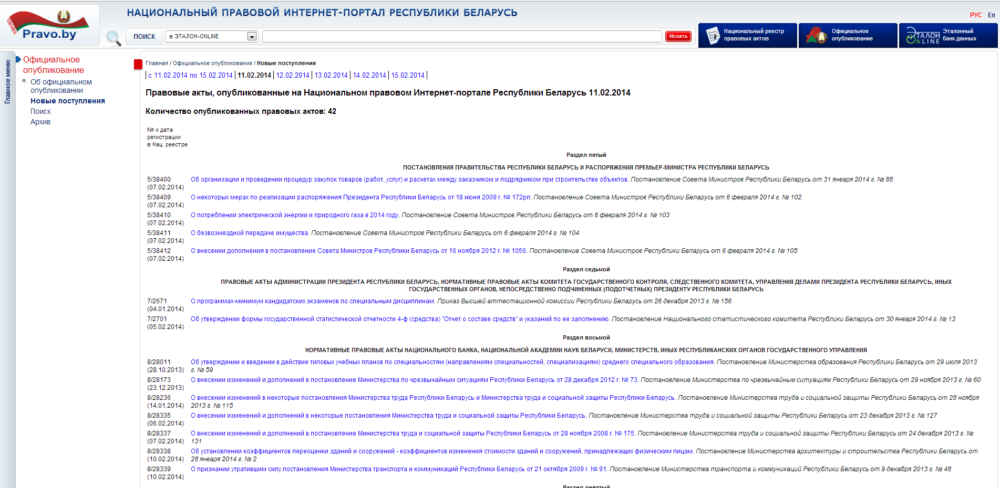 НАЦИОНАЛЬНЫЙ ПРАВОВОЙ ИНТЕРНЕТ-ПОРТАЛ РЕСПУБЛИКИ БЕЛАРУСЬ
РУС En
Pravo.by
ПОИСК
в ЭТАЛОН-ONLINE
Искать
Национальный реестр
правовых актов
Официальное
опубликование
ЭТАЛОН
ONLINE
Эталонный
банк данных
Главное меню
Официальное
опубликование
Об официальном
опубликовании
Новые поступления
Поиск
Архив
Главная / Официальное опубликование / Новые поступления
с 11.02.2014 по 15.02.2014 | 11.02.2014 | 12.02.2014 | 13.02.2014 | 14.02.2014 | 15.02.2014 |
Правовые акты, опубликованные на Национальном правовом Интернет-портале Республики Беларусь 11.02.2014
Количество опубликованных правовых актов: 42
№ и дата
регистрации
в Нац. реестре
Раздел пятый
ПОСТАНОВЛЕНИЯ ПРАВИТЕЛЬСТВА РЕСПУБЛИКИ БЕЛАРУСЬ И РАСПОРЯЖЕНИЯ ПРЕМЬЕР-МИНИСТРА РЕСПУБЛИКИ БЕЛАРУСЬ
5/38400 Об организации и проведении процедур закупок товаров (работ, услуг) и расчетах между заказчиком и подрядчиком при строительстве объектов. Постановление Совета Министров Республики Беларусь от 31 января 2014 г. № 88
(07.02.2014)
5/38409 О некоторых мерах по реализации распоряжения Президента Республики Беларусь от 18 июня 2009 г. № 172рп. Постановление Совета Министров Республики Беларусь от 6 февраля 2014 г. № 102
(07.02.2014)
5/38410 О потреблении электрической энергии и природного газа в 2014 году. Постановление Совета Министров Республики Беларусь от 6 февраля 2014 г. № 103
(07.02.2014)
5/38411 О безвозмездной передаче имущества. Постановление Совета Министров Республики Беларусь от 6 февраля 2014 г. № 104
(07.02.2014)
5/38412 О внесении дополнения в постановление Совета Министров Республики Беларусь от 16 ноября 2012 г. № 1056. Постановление Совета Министров Республики Беларусь от 6 февраля 2014 г. № 105
(07.02.2014)
Раздел седьмой
ПРАВОВЫЕ АКТЫ АДМИНИСТРАЦИИ ПРЕЗИДЕНТА РЕСПУБЛИКИ БЕЛАРУСЬ, НОРМАТИВНЫЕ ПРАВОВЫЕ АКТЫ КОМИТЕТА ГОСУДАРСТВЕННОГО КОНТРОЛЯ, СЛЕДСТВЕННОГО КОМИТЕТА, УПРАВЛЕНИЯ ДЕЛАМИ ПРЕЗИДЕНТА РЕСПУБЛИКИ БЕЛАРУСЬ, ИНЫХ
ГОСУДАРСТВЕННЫХ ОРГАНОВ, НЕПОСРЕДСТВЕННО ПОДЧИНЕННЫХ (ПОДОТЧЕТНЫХ) ПРЕЗИДЕНТУ РЕСПУБЛИКИ БЕЛАРУСЬ
7/2671 О программах-минимум кандидатских экзаменов по специальным дисциплинам. Приказ Высшей аттестационной комиссии Республики Беларусь от 26 декабря 2013 г. № 156
(04.01.2014)
7/2701 Об утверждении формы государственной статистической отчетности 4-ф (средства) "Отчет о составе средств" и указаний по ее заполнению. Постановление Национального статистического комитета Республики Беларусь от 30 января 2014 г. № 13
(05.02.2014)
Раздел восьмой
НОРМАТИВНЫЕ ПРАВОВЫЕ АКТЫ НАЦИОНАЛЬНОГО БАНКА, НАЦИОНАЛЬНОЙ АКАДЕМИИ НАУК БЕЛАРУСИ, МИНИСТЕРСТВ, ИНЫХ РЕСПУБЛИКАНСКИХ ОРГАНОВ ГОСУДАРСТВЕННОГО УПРАВЛЕНИЯ
8/28011 Об утверждении и введении в действие типовых учебных планов по специальностям (направлениям специальностей, специализациям) среднего специального образования. Постановление Министерства образования Республики Беларусь от 29 июля 2013
(28.10.2013) г. № 59
8/28173 О внесении изменений и дополнений в постановление Министерства по чрезвычайным ситуациям Республики Беларусь от 28 декабря 2012 г. № 73. Постановление Министерства по чрезвычайным ситуациям Республики Беларусь от 29 ноября 2013 г. № 60
(23.12.2013)
8/28236 О внесении изменений в некоторые постановления Министерства труда Республики Беларусь и Министерства труда и социальной защиты Республики Беларусь. Постановление Министерства труда и социальной защиты Республики Беларусь от 28 ноября
(14.01.2014) 2013 г. № 115
8/28335 О внесении изменений и дополнений в некоторые постановления Министерства труда и социальной защиты Республики Беларусь. Постановление Министерства труда и социальной защиты Республики Беларусь от 23 декабря 2013 г. № 127
(06.02.2014)
8/28337 О внесении изменений и дополнений в постановление Министерства труда и социальной защиты Республики Беларусь от 28 ноября 2008 г. № 175. Постановление Министерства труда и социальной защиты Республики Беларусь от 24 декабря 2013 г. №
(07.02.2014) 131
8/28338 Об установлении коэффициентов переоценки зданий и сооружений - коэффициентов изменения стоимости зданий и сооружений, принадлежащих физическим лицам. Постановление Министерства архитектуры и строительства Республики Беларусь от
(10.02.2014) 28 января 2014 г. № 2
8/28339 О признании утратившим силу постановления Министерства транспорта и коммуникаций Республики Беларусь от 21 октября 2009 г. № 91. Постановление Министерства транспорта и коммуникаций Республики Беларусь от 9 декабря 2013 г. № 48
(10.02.2014)
Раздел девятый